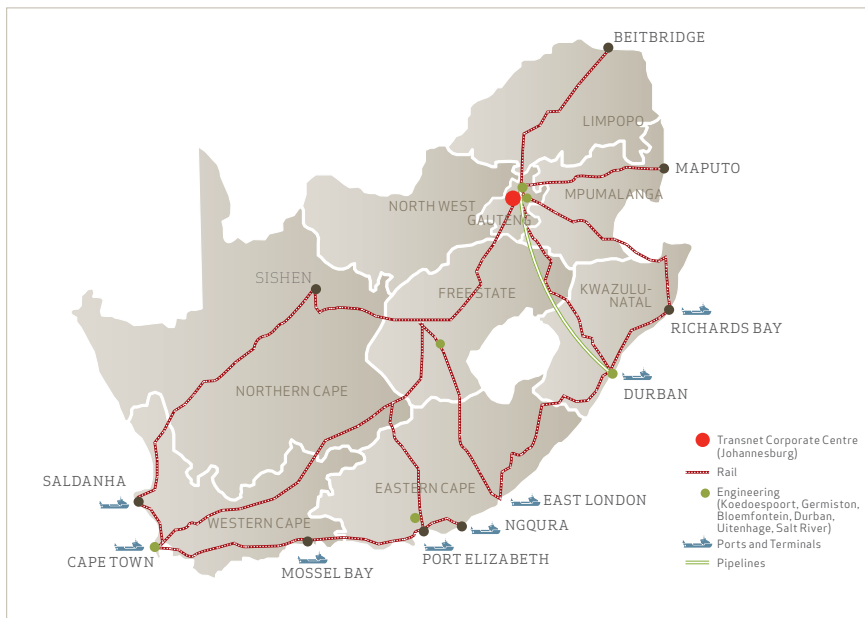 BEITBRIDGE
LIMPOPO
MAPUTO
MPUMALANGA
NORTH WEST
GAUTENG
SISHEN
FREE STATE
KWAZULU-
NATAL
RICHARDS BAY
NORTHERN CAPE
DURBAN
SALDANHA
EASTERN CAPE
EAST LONDON
WESTERN CAPE
NGQURA
CAPE TOWN
MOSSEL BAY
PORT ELIZABETH
Transnet Corporate Centre
(Johannesburg)
Rail
Engineering
(Koedoespoort, Germiston,
Bloemfontein, Durban,
Uitenhage, Salt River)
Ports and Terminals
Pipelines